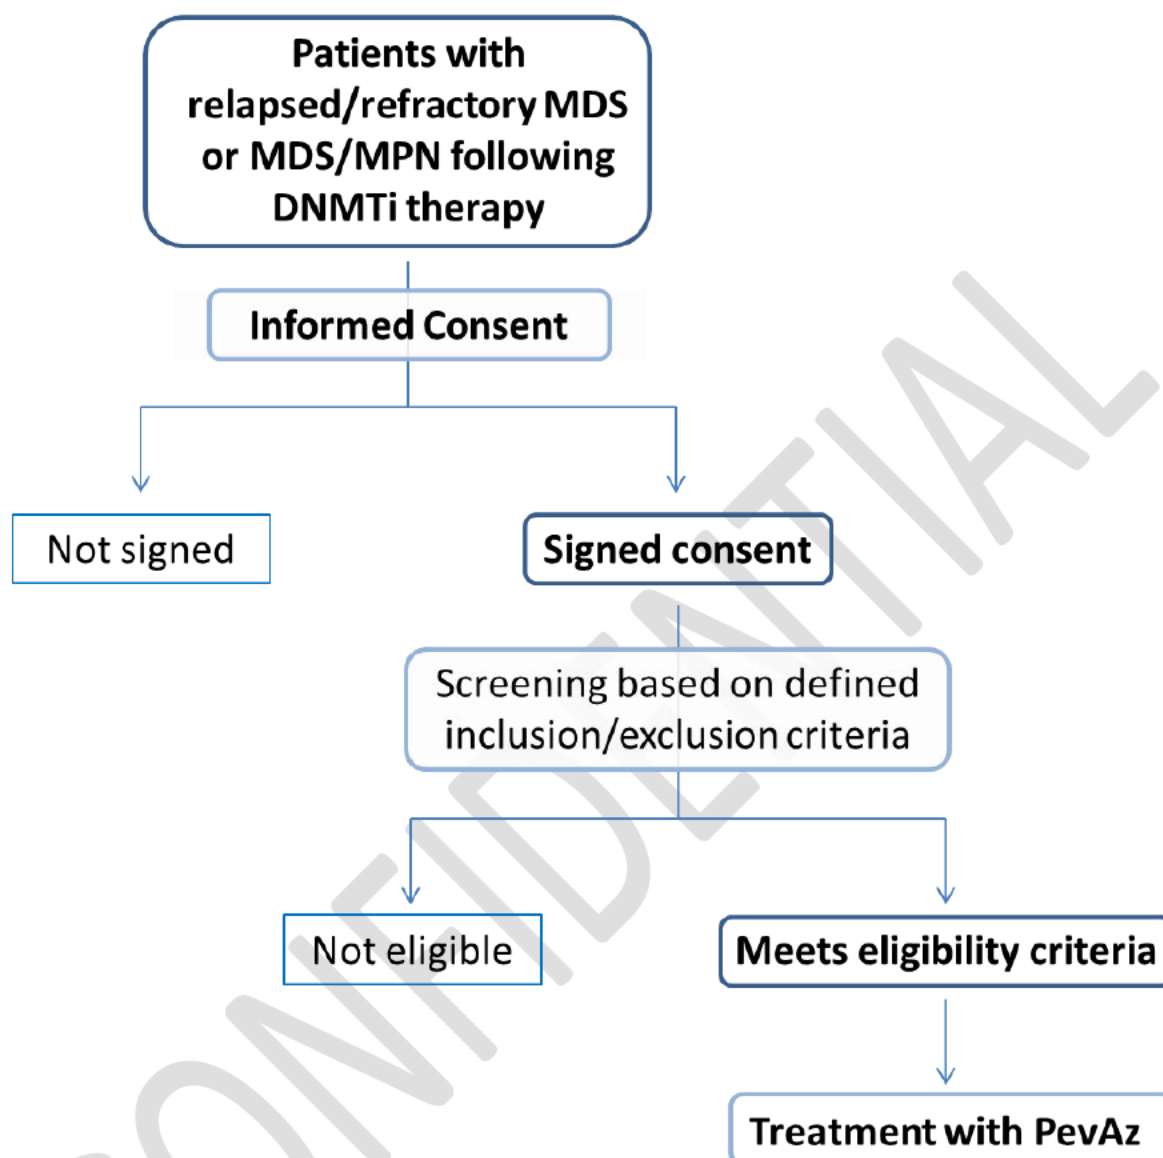 Patients with
relapsed/refractory MDS
or MDS/MPN following
DNMTi therapy
Informed Consent
Not signed
Signed consent
Screening based on defined
inclusion/exclusion criteria
Not eligible
Meets eligibility criteria
Treatment with PevAz
CONFIDENTIAL